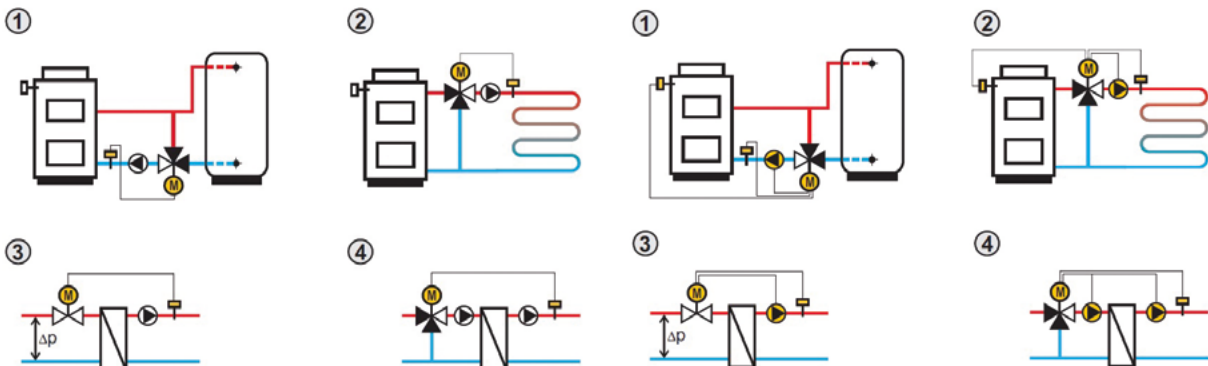 ① ② ① ②
M M
M M
③ ④ ③ ④
M M M M
Δp Δp